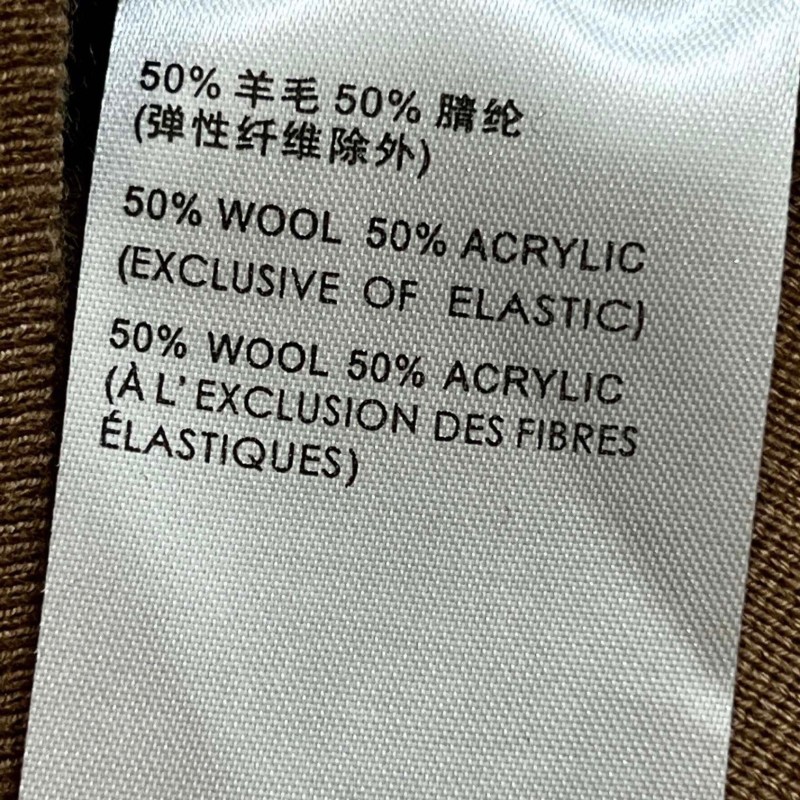 50% 羊毛 50% 腈纶
(弹性纤维除外)
50% WOOL 50% ACRYLIC
(EXCLUSIVE OF ELASTIC)
50% WOOL 50% ACRYLIC
(À L'EXCLUSION DES FIBRES
ÉLASTIQUES)